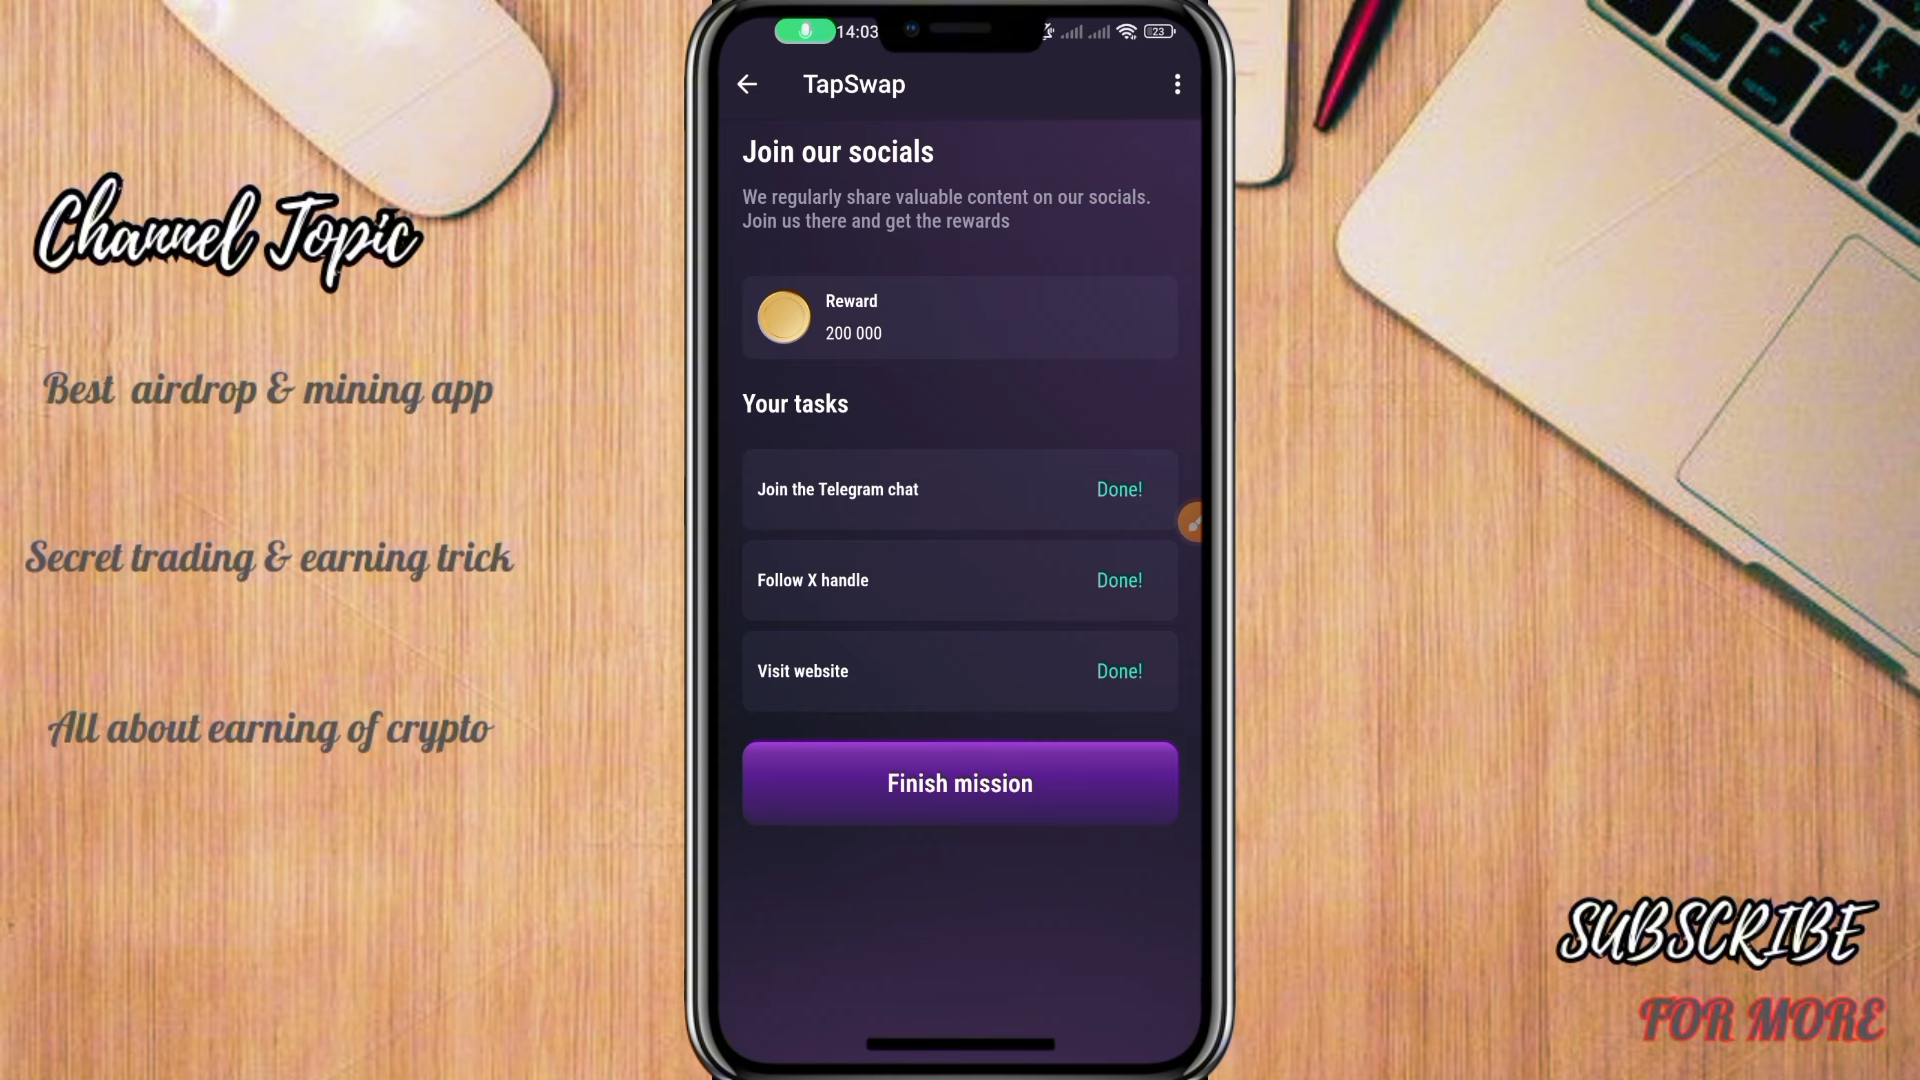 14:03
23
TapSwap
Join our socials
We regularly share valuable content on our socials.
Join us there and get the rewards
Reward
200 000
Your tasks
Join the Telegram chat
Done!
Follow X handle
Done!
Visit website
Done!
Finish mission
Channel Topic
Best airdrop & mining app
Secret trading & earning trick
All about earning of crypto
SUBSCRIBE
FOR MORE
option
Z
X